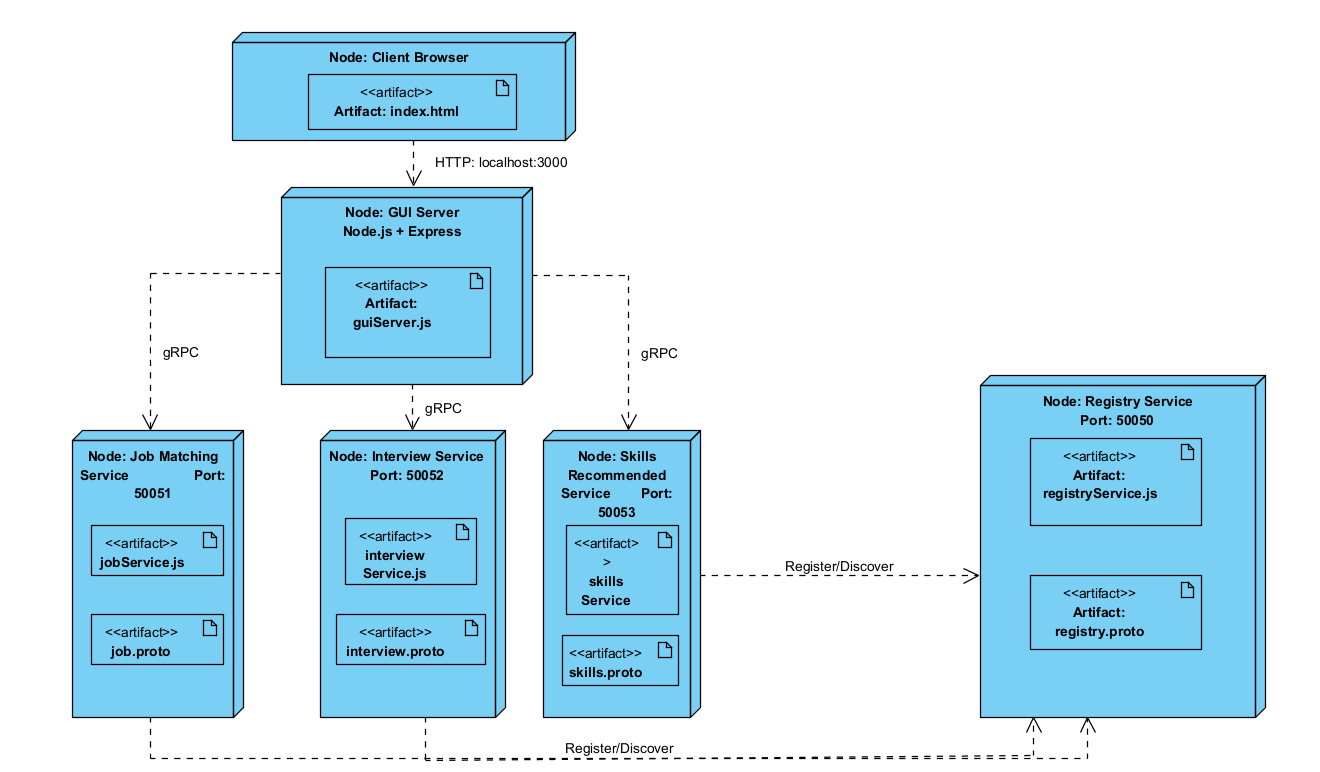 Node: Client Browser
<<artifact>>
Artifact: index.html
HTTP: localhost:3000
Node: GUI Server
Node.js + Express
<<artifact>>
Artifact:
guiServer.js
gRPC
gRPC
gRPC
Node: Job Matching
Service Port:
50051
<<artifact>>
jobService.js
<<artifact>>
job.proto
Node: Interview Service
Port: 50052
<<artifact>>
interview
Service.js
<<artifact>>
interview.proto
Node: Skills
Recommended
Service Port:
50053
<<artifact>
>
skills
Service
<<artifact>>
skills.proto
Register/Discover
Node: Registry Service
Port: 50050
<<artifact>>
Artifact:
registryService.js
<<artifact>>
Artifact:
registry.proto
Register/Discover